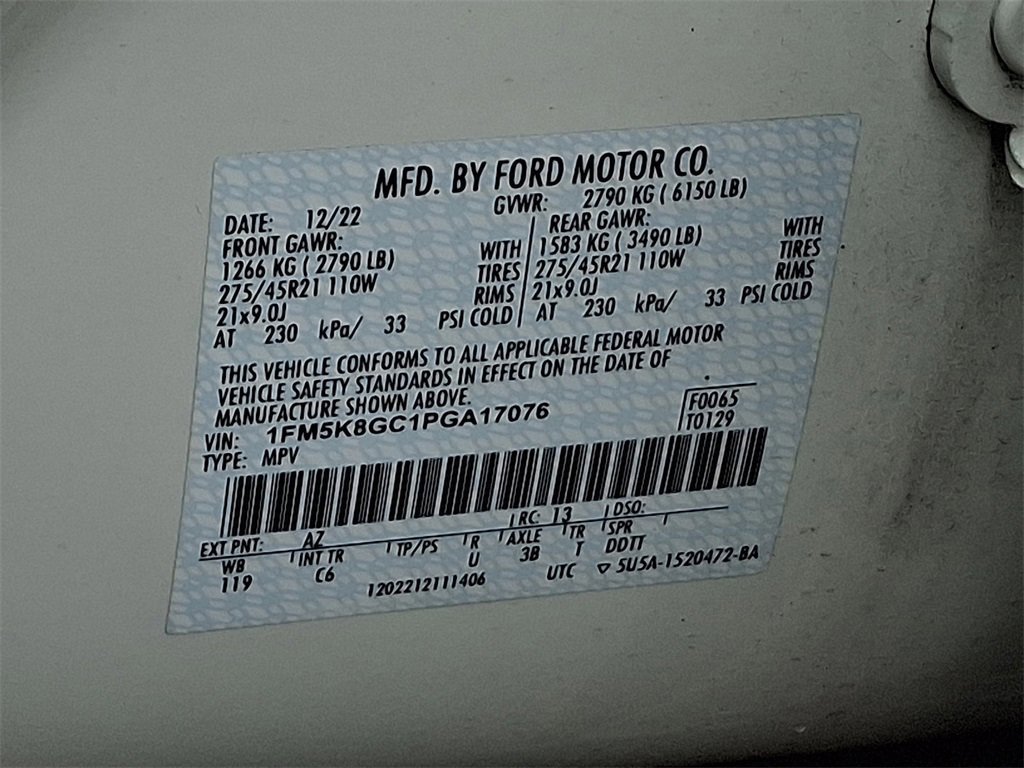 MFD. BY FORD MOTOR CO.
DATE: 12/22 GVWR: 2790 KG ( 6150 LB)
FRONT GAWR: REAR GAWR:
1266 KG ( 2790 LB) WITH 1583 KG ( 3490 LB) WITH
275/45R21 110W TIRES 275/45R21 110W TIRES
21x9.0J RIMS 21x9.0J RIMS
AT 230 kPa/ 33 PSI COLD AT 230 kPa/ 33 PSI COLD
THIS VEHICLE CONFORMS TO ALL APPLICABLE FEDERAL MOTOR
VEHICLE SAFETY STANDARDS IN EFFECT ON THE DATE OF
MANUFACTURE SHOWN ABOVE.
VIN: 1FM5K8GC1PGA17076 F0065
TYPE: MPV T0129
EXT PNT: AZ RC: 13 DSO:
WB INT TR TP/PS R AXLE TR SPR
119 C6 U 3B T DDTT
1202212111406 UTC ▽ 5U5A-1520472-BA